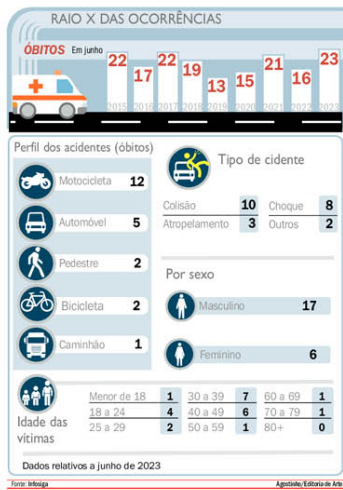 RAIO X DAS OCORRÊNCIAS
ÓBITOS Em junho
22 17 22 19 13 15 21 16 23
2015 2016 2017 2018 2019 2020 2021 2022 2023
Perfil dos acidentes (óbitos)
Motocicleta 12
Automóvel 5
Pedestre 2
Bicicleta 2
Caminhão 1
Tipo de cidente
Colisão 10 Choque 8
Atropelamento 3 Outros 2
Por sexo
Masculino 17
Feminino 6
Idade das
vítimas
Menor de 18 1 30 a 39 7 60 a 69 1
18 a 24 4 40 a 49 6 70 a 79 1
25 a 29 2 50 a 59 1 80+ 0
Dados relativos a junho de 2023
Fonte: Infosiga Agostinho/Editoria de Arte